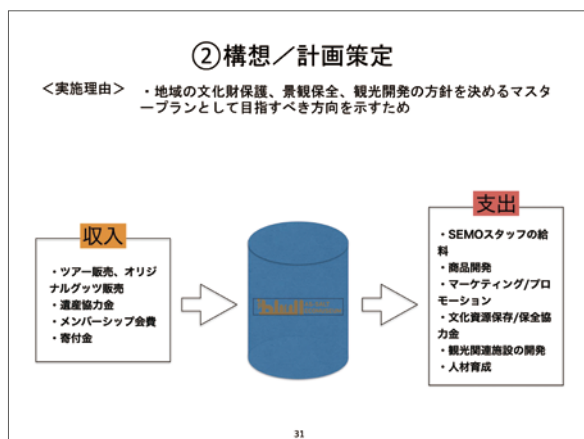 ②構想／計画策定
＜実施理由＞ ・地域の文化財保護、景観保全、観光開発の方針を決めるマスタ
ープランとして目指すべき方向を示すため
収入
・ツアー販売、オリジ
ナルグッツ販売
・遺産協力金
・メンバーシップ会費
・寄付金
支出
・SEMOスタッフの給
料
・商品開発
・マーケティング/プロ
モーション
・文化資源保存/保全協
力金
・観光関連施設の開発
・人材育成
31